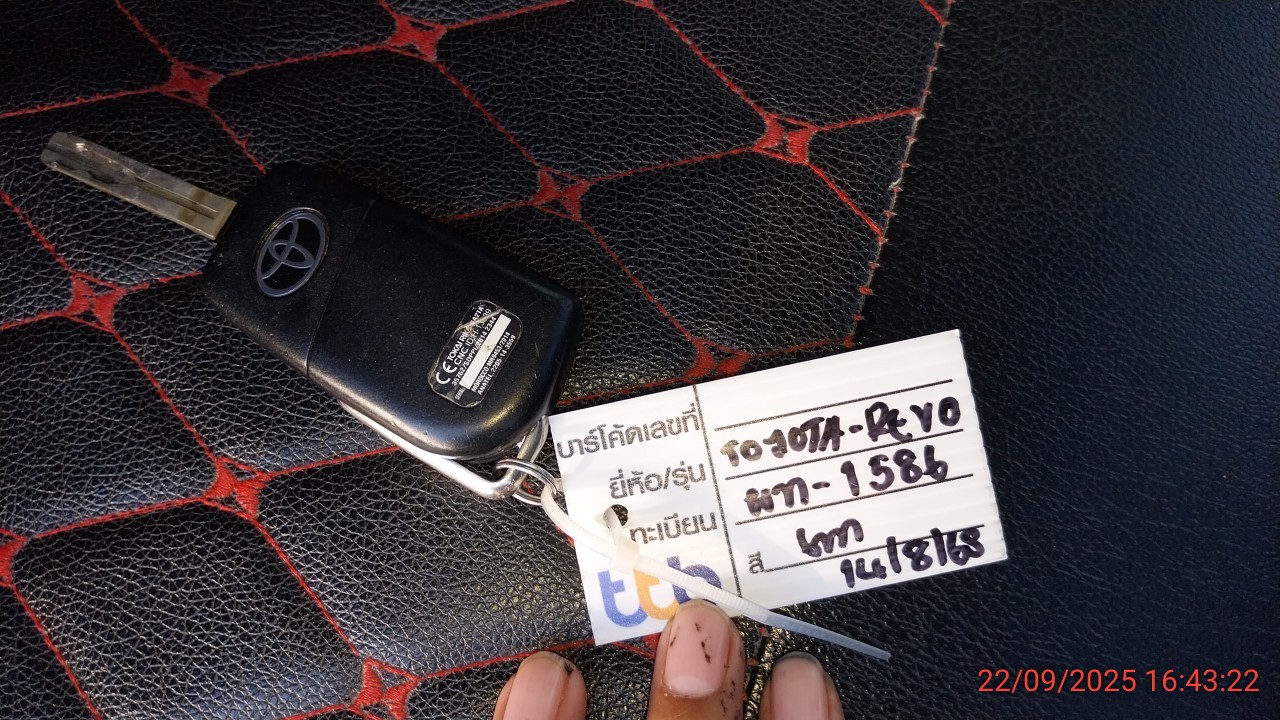 บาร์โค้ดเลขที่
ยี่ห้อ/รุ่น TOYOTA-REVO
ทะเบียน ผก-1586
สี เทา
14/8/68
ttb
22/09/2025 16:43:22